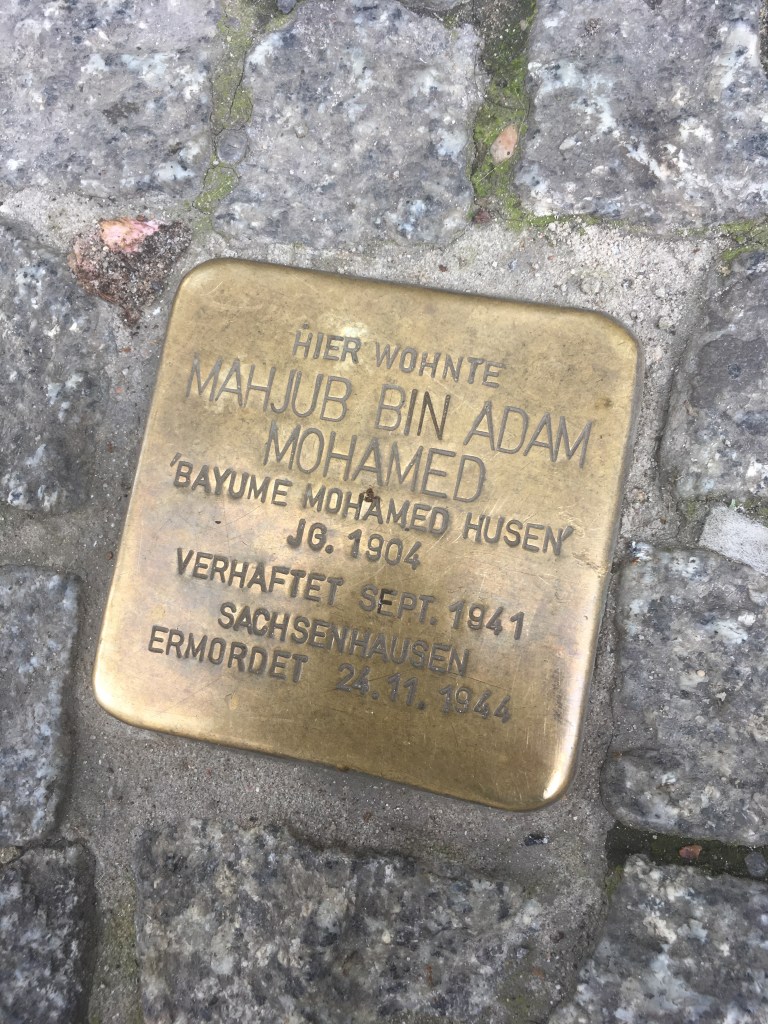 HIER WOHNTE
MAHJUB BIN ADAM
MOHAMED
'BAYUME MOHAMED HUSEN'
JG. 1904
VERHAFTET SEPT. 1941
SACHSENHAUSEN
ERMORDET 24.11.1944